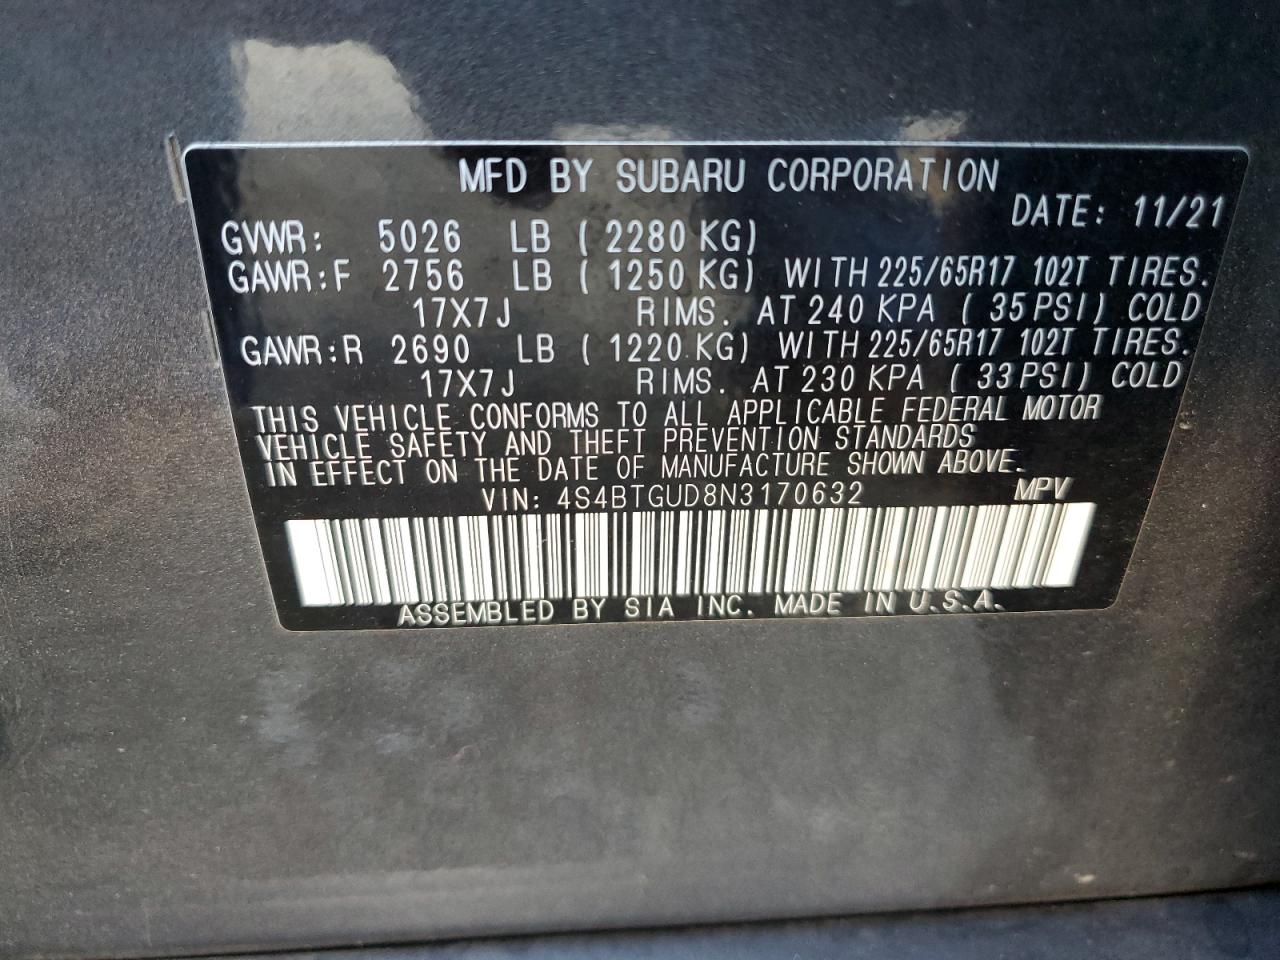 MFD BY SUBARU CORPORATION
DATE: 11/21
GVWR: 5026 LB (2280 KG)
GAWR:F 2756 LB (1250 KG) WITH 225/65R17 102T TIRES.
17X7J RIMS. AT 240 KPA (35 PSI) COLD
GAWR:R 2690 LB (1220 KG) WITH 225/65R17 102T TIRES.
17X7J RIMS. AT 230 KPA (33 PSI) COLD
THIS VEHICLE CONFORMS TO ALL APPLICABLE FEDERAL MOTOR
VEHICLE SAFETY AND THEFT PREVENTION STANDARDS
IN EFFECT ON THE DATE OF MANUFACTURE SHOWN ABOVE.
VIN: 4S4BTGUD8N3170632 MPV
ASSEMBLED BY SIA INC. MADE IN U.S.A.